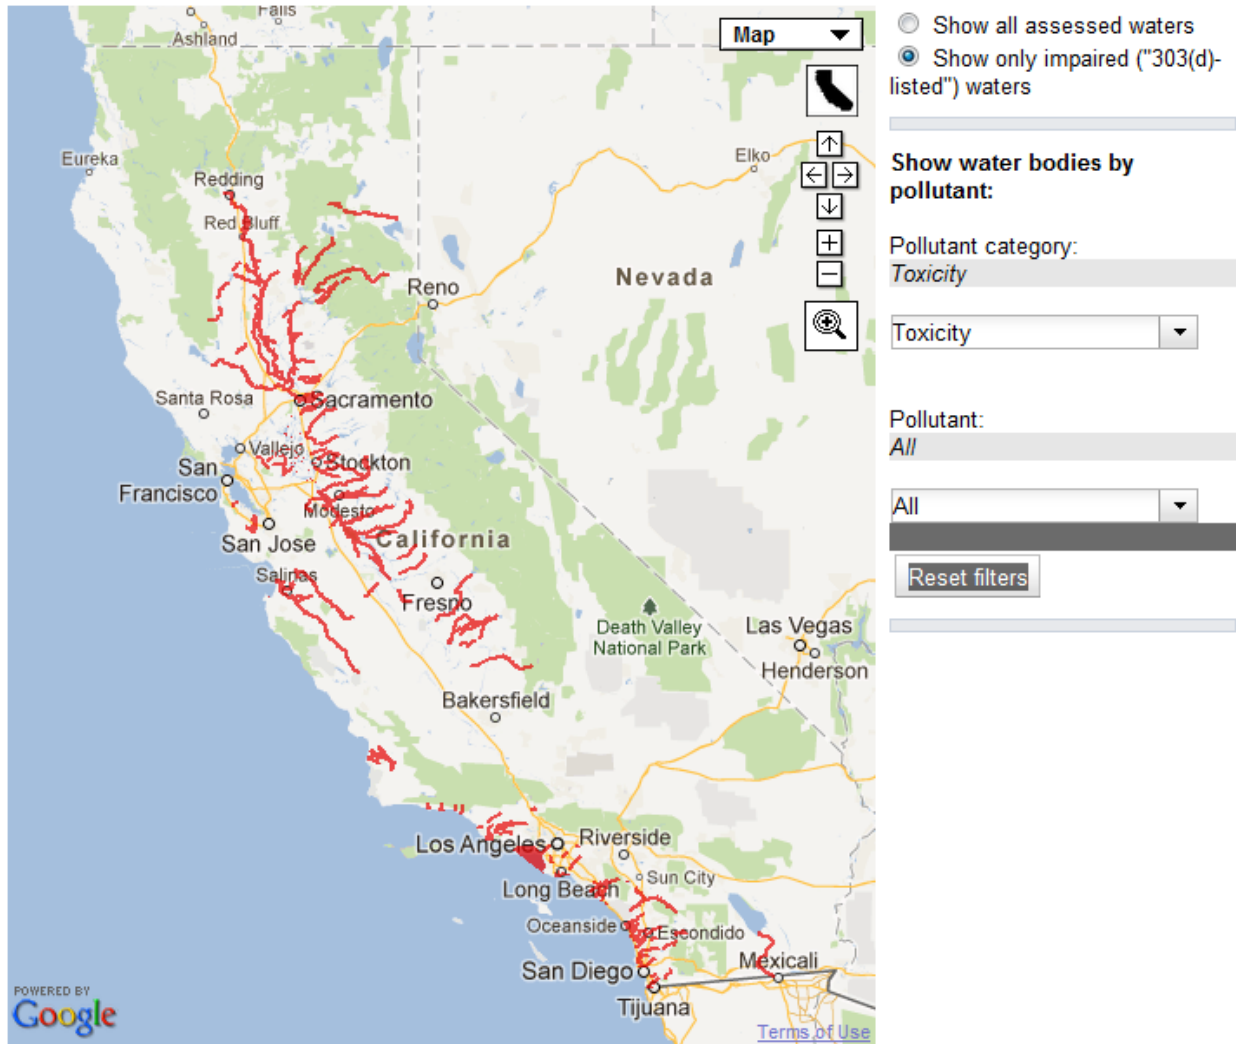 Falls
Ashland
Map
Eureka
Elko
Redding
Red Bluff
Reno
Nevada
Santa Rosa
Sacramento
Vallejo
Stockton
San
Francisco
Modesto
San Jose
California
Salinas
Fresno
Death Valley
National Park
Las Vegas
Henderson
Bakersfield
Los Angeles
Riverside
Long Beach
Sun City
Oceanside
Escondido
San Diego
Mexicali
Tijuana
POWERED BY
Google
Terms of Use
Show all assessed waters
Show only impaired ("303(d)-
listed") waters
Show water bodies by
pollutant:
Pollutant category:
Toxicity
Toxicity
Pollutant:
All
All
Reset filters